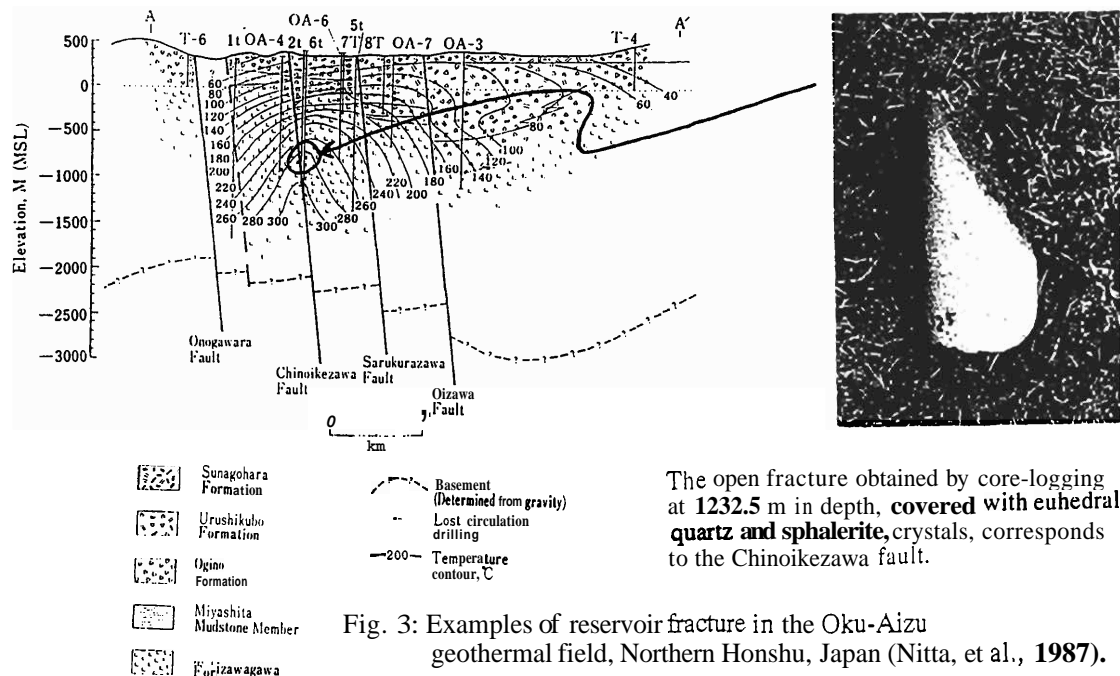 A
A'
OA-6
5t
T-6 1t OA-4 2t 6t 7T 8T OA-7 OA-3 T-4
Elevation, M (MSL)
500
0
−500
−1000
−1500
−2000
−2500
−3000
?
60
80
100
120
140
160
180
200
220
240
260
280
300
300
280
260
240
220
200
180
160
140
120
100
80
60
40
Onogawara
Fault
Chinoikezawa
Fault
Sarukurazawa
Fault
Oizawa
Fault
0
km
Sunagohara
Formation
Urushikubo
Formation
Ogino
Formation
Miyashita
Mudstone Member
Basement
(Determined from gravity)
Lost circulation
drilling
—200— Temperature
contour, ℃
The open fracture obtained by core-logging
at 1232.5 m in depth, covered with euhedral
quartz and sphalerite, crystals, corresponds
to the Chinoikezawa fault.
Fig. 3: Examples of reservoir fracture in the Oku-Aizu
geothermal field, Northern Honshu, Japan (Nitta, et al., 1987).